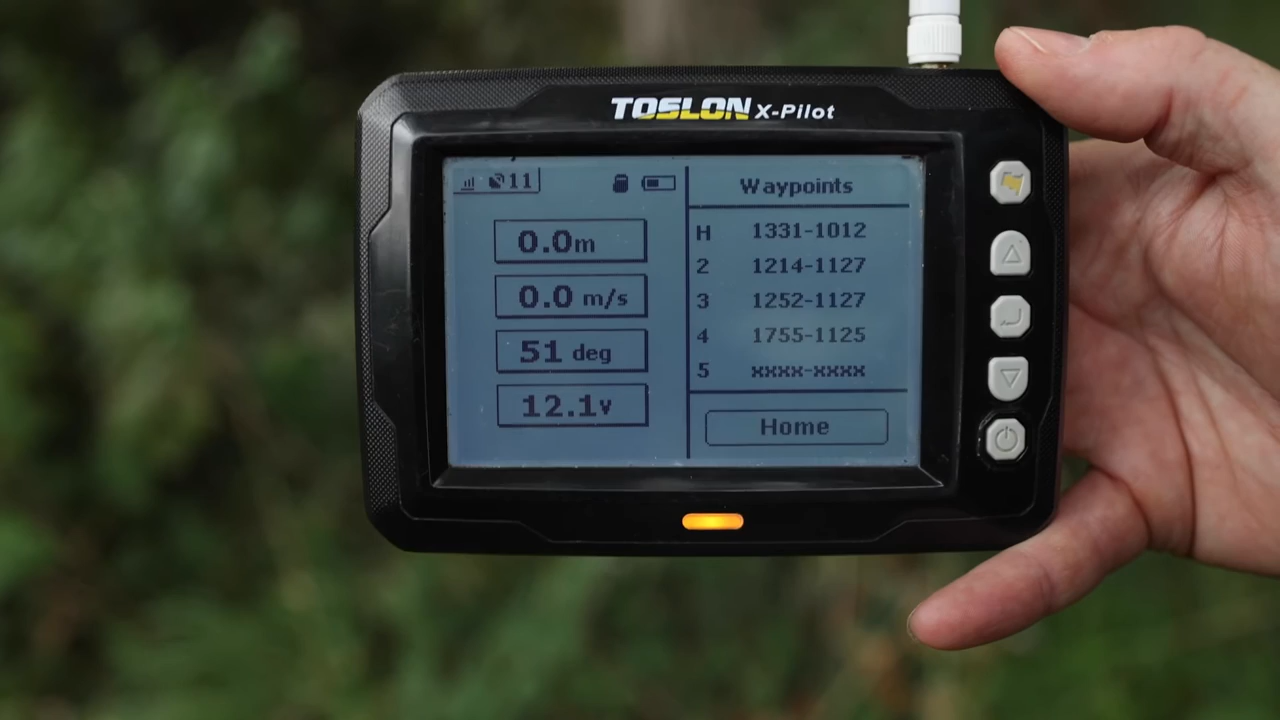 TOSLON X-Pilot
11
0.0m
0.0 m/s
51 deg
12.1v
Waypoints
H 1331-1012
2 1214-1127
3 1252-1127
4 1755-1125
5 xxxx-xxxx
Home